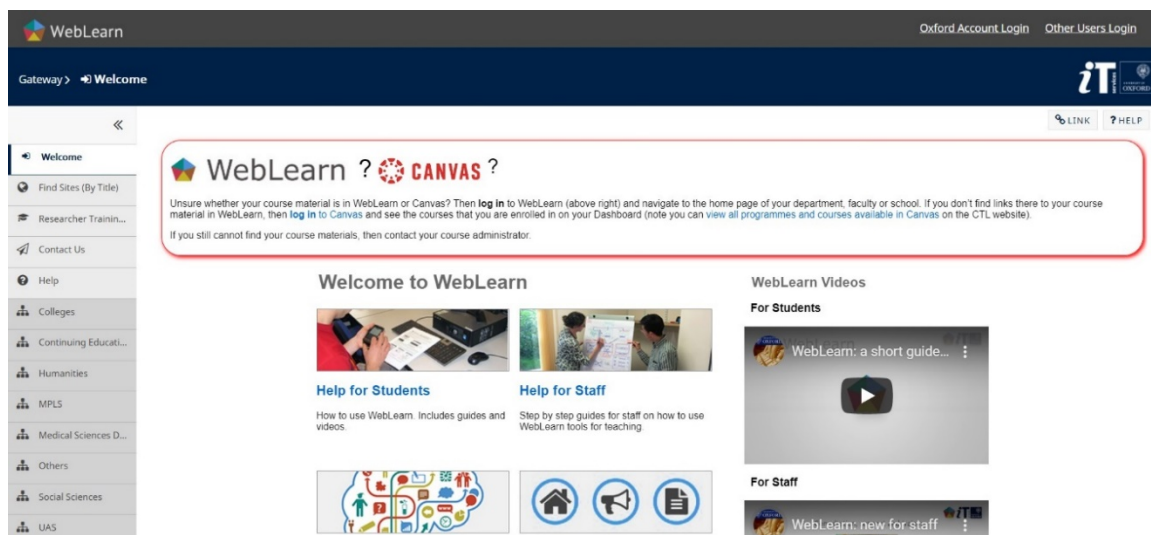 WebLearn
Oxford Account Login Other Users Login
Gateway > Welcome
iT services UNIVERSITY OF OXFORD
LINK ? HELP
Welcome
Find Sites (By Title)
Researcher Trainin...
Contact Us
Help
Colleges
Continuing Educati...
Humanities
MPLS
Medical Sciences D...
Others
Social Sciences
UAS
WebLearn ? CANVAS ?
Unsure whether your course material is in WebLearn or Canvas? Then log in to WebLearn (above right) and navigate to the home page of your department, faculty or school. If you don't find links there to your course
material in WebLearn, then log in to Canvas and see the courses that you are enrolled in on your Dashboard (note you can view all programmes and courses available in Canvas on the CTL website).
If you still cannot find your course materials, then contact your course administrator.
Welcome to WebLearn
Help for Students
How to use WebLearn. Includes guides and
videos.
Help for Staff
Step by step guides for staff on how to use
WebLearn tools for teaching.
WebLearn Videos
For Students
WebLearn: a short guide...
For Staff
WebLearn: new for staff